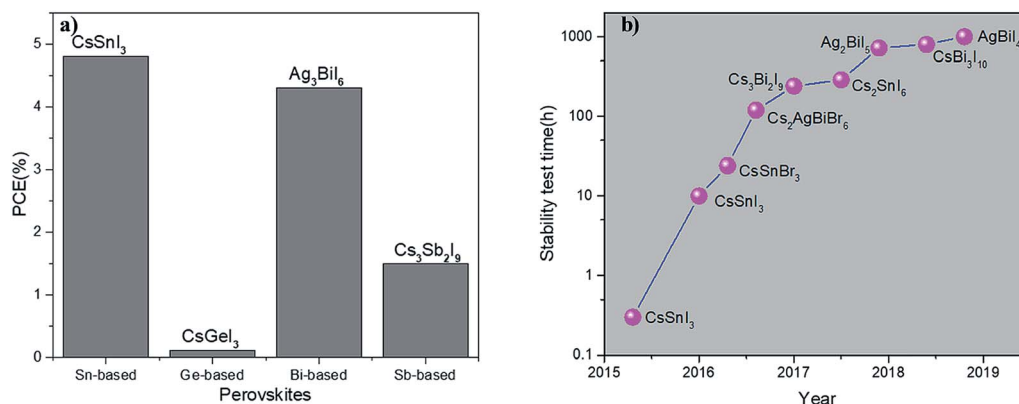 a)
PCE(%)
5
4
3
2
1
0
CsSnI₃
CsGeI₃
Ag₃BiI₆
Cs₃Sb₂I₉
Sn-based Ge-based Bi-based Sb-based
Perovskites
b)
Stability test time(h)
1000
100
10
1
0.1
CsSnI₃
CsSnI₃
CsSnBr₃
Cs₂AgBiBr₆
Cs₃Bi₂I₉
Cs₂SnI₆
Ag₂BiI₅
CsBi₃I₁₀
AgBiI₄
2015 2016 2017 2018 2019
Year